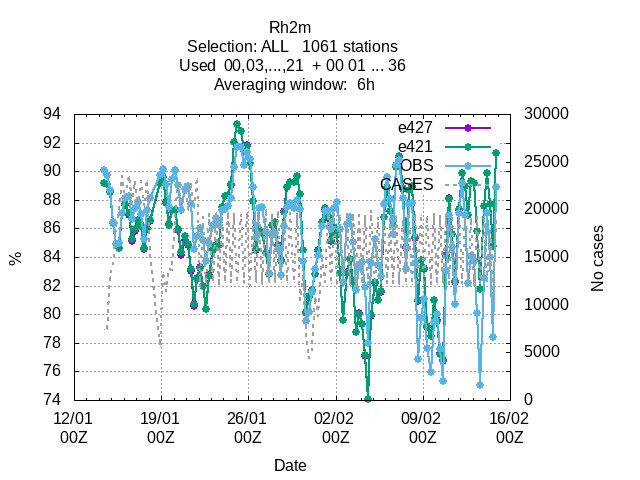 Rh2m
Selection: ALL   1061 stations
Used  00,03,...,21  + 00 01 ... 36
Averaging window:  6h
94
92
90
88
86
84
82
80
78
76
74
%
30000
25000
20000
15000
10000
5000
0
No cases
e427
e421
OBS
CASES
12/01 19/01 26/01 02/02 09/02 16/02
00Z 00Z 00Z 00Z 00Z 00Z
Date